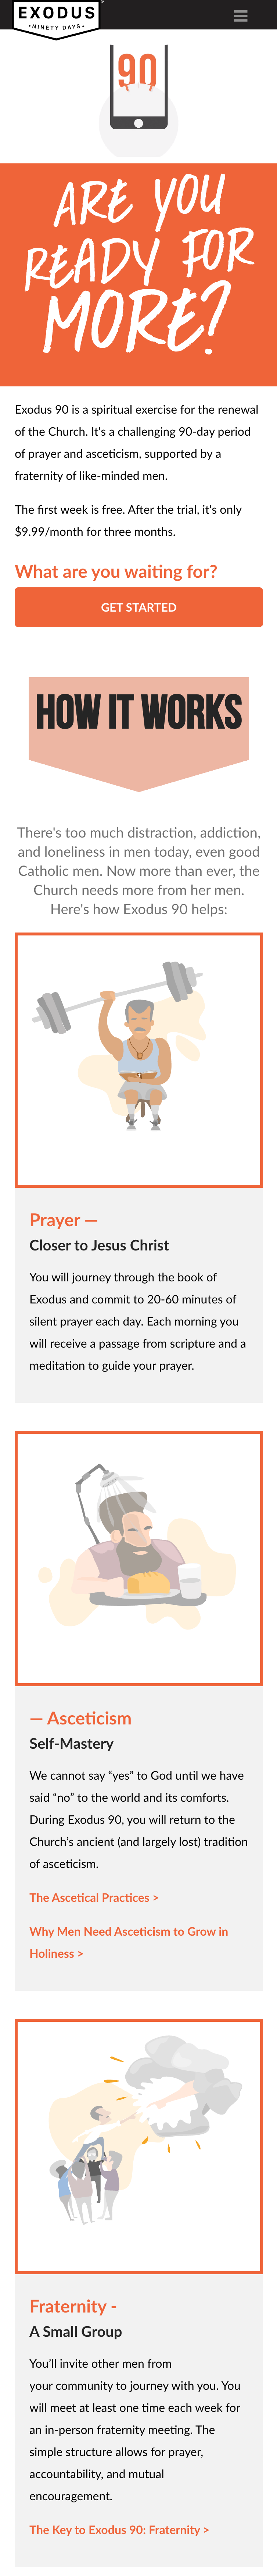 EXODUS
• NINETY DAYS •
90
ARE YOU
READY FOR
MORE?
Exodus 90 is a spiritual exercise for the renewal
of the Church. It's a challenging 90-day period
of prayer and asceticism, supported by a
fraternity of like-minded men.
The first week is free. After the trial, it's only
$9.99/month for three months.
What are you waiting for?
GET STARTED
HOW IT WORKS
There's too much distraction, addiction,
and loneliness in men today, even good
Catholic men. Now more than ever, the
Church needs more from her men.
Here's how Exodus 90 helps:
Prayer —
Closer to Jesus Christ
You will journey through the book of
Exodus and commit to 20-60 minutes of
silent prayer each day. Each morning you
will receive a passage from scripture and a
meditation to guide your prayer.
— Asceticism
Self-Mastery
We cannot say “yes” to God until we have
said “no” to the world and its comforts.
During Exodus 90, you will return to the
Church's ancient (and largely lost) tradition
of asceticism.
The Ascetical Practices >
Why Men Need Asceticism to Grow in
Holiness >
Fraternity -
A Small Group
You’ll invite other men from
your community to journey with you. You
will meet at least one time each week for
an in-person fraternity meeting. The
simple structure allows for prayer,
accountability, and mutual
encouragement.
The Key to Exodus 90: Fraternity >